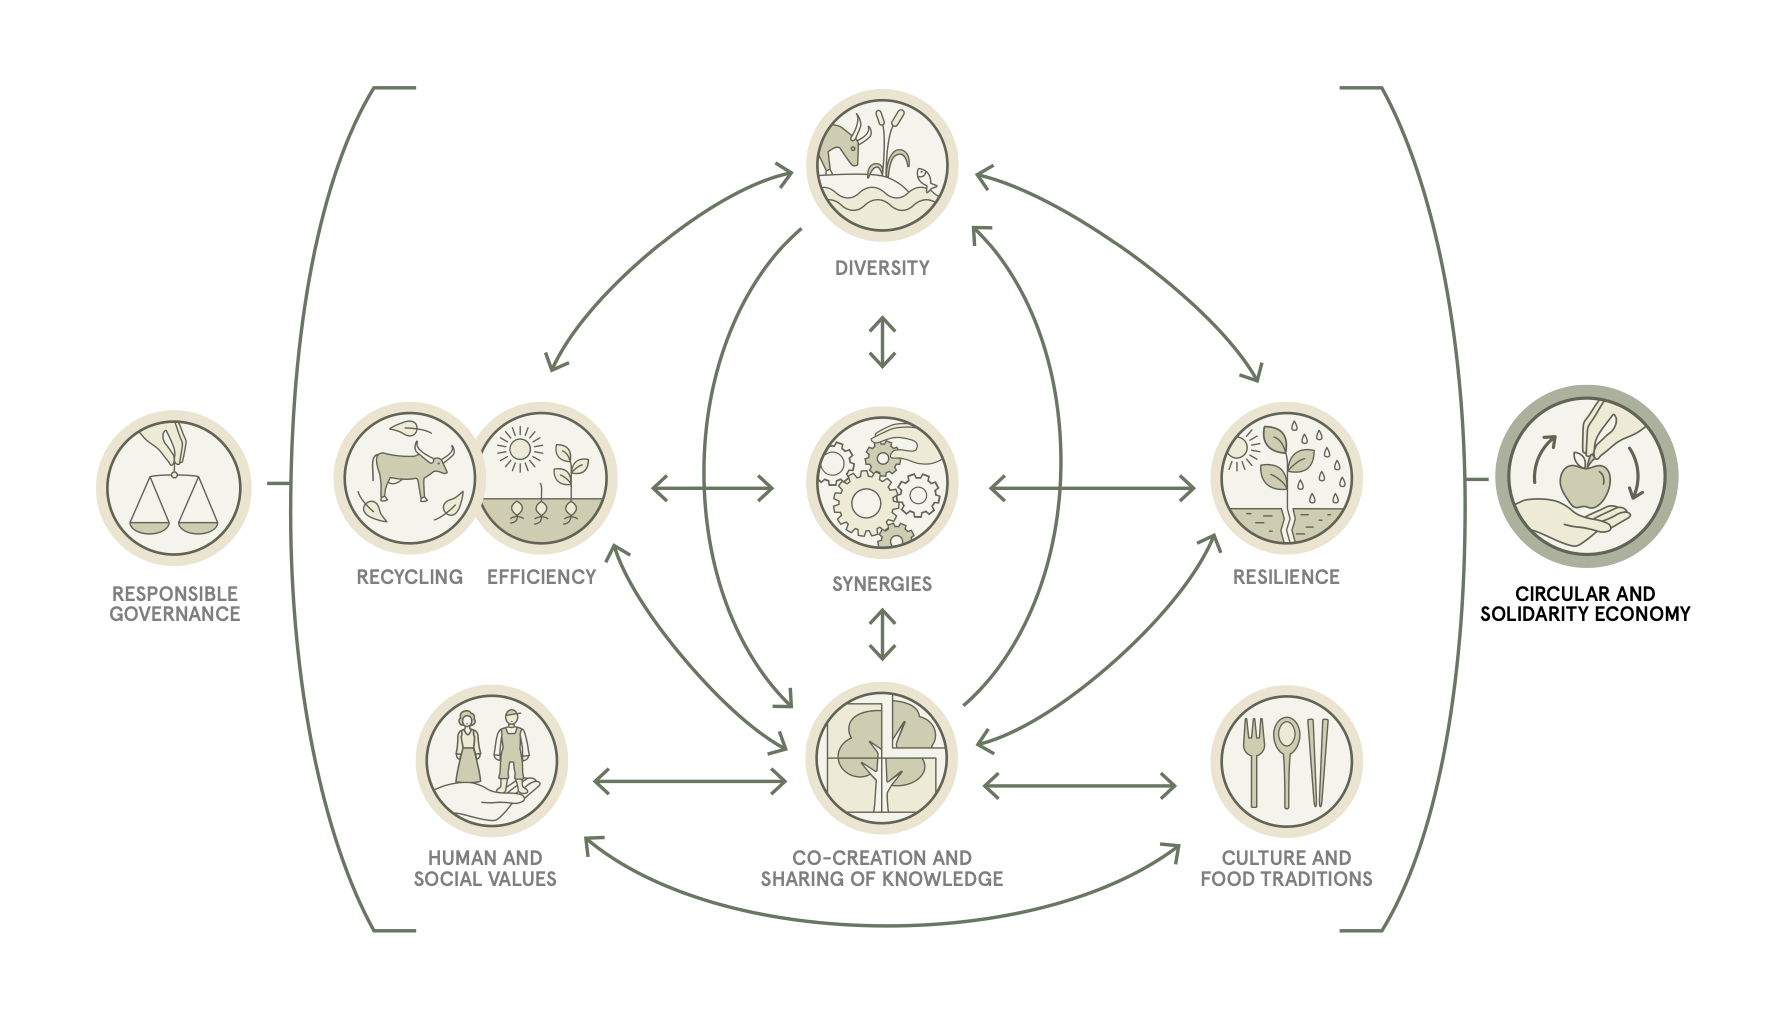 DIVERSITY
RECYCLING
EFFICIENCY
SYNERGIES
RESILIENCE
RESPONSIBLE
GOVERNANCE
CIRCULAR AND
SOLIDARITY ECONOMY
HUMAN AND
SOCIAL VALUES
CO-CREATION AND
SHARING OF KNOWLEDGE
CULTURE AND
FOOD TRADITIONS